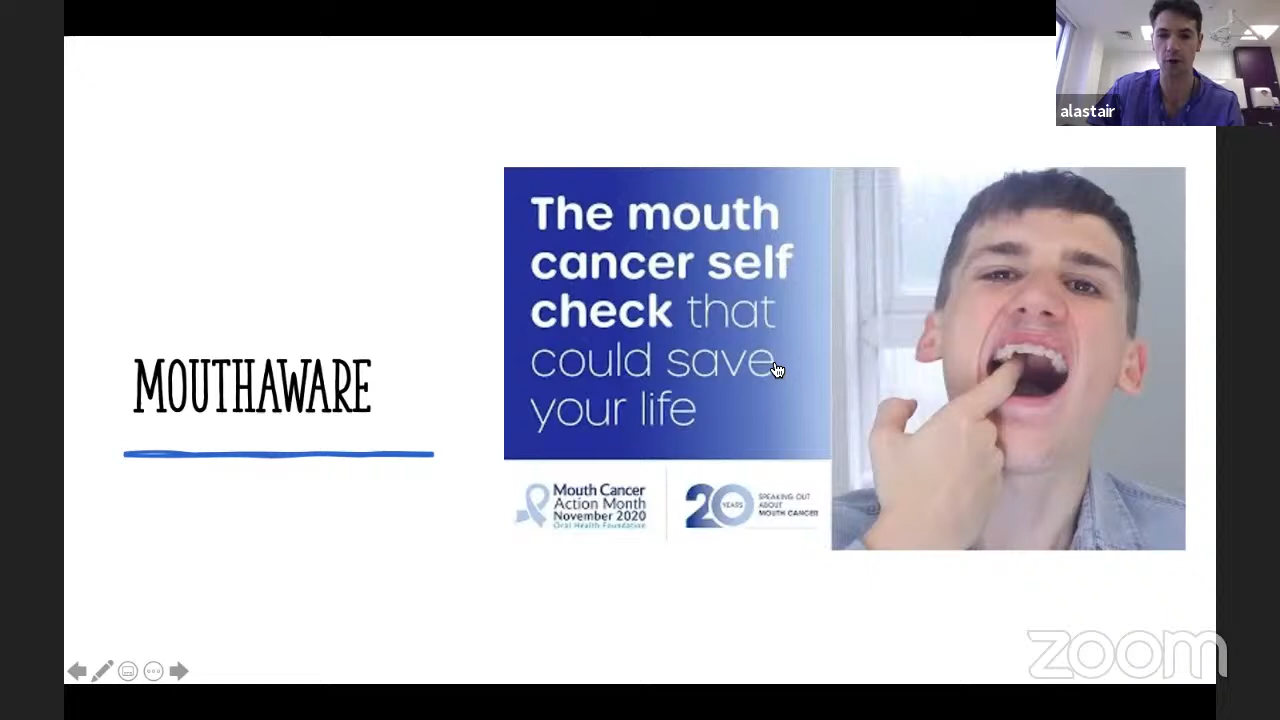 alastair
MOUTHAWARE
The mouth
cancer self
check that
could save
your life
Mouth Cancer
Action Month
November 2020
Oral Health Foundation
20
YEARS
SPEAKING OUT
ABOUT
MOUTH CANCER
zoom